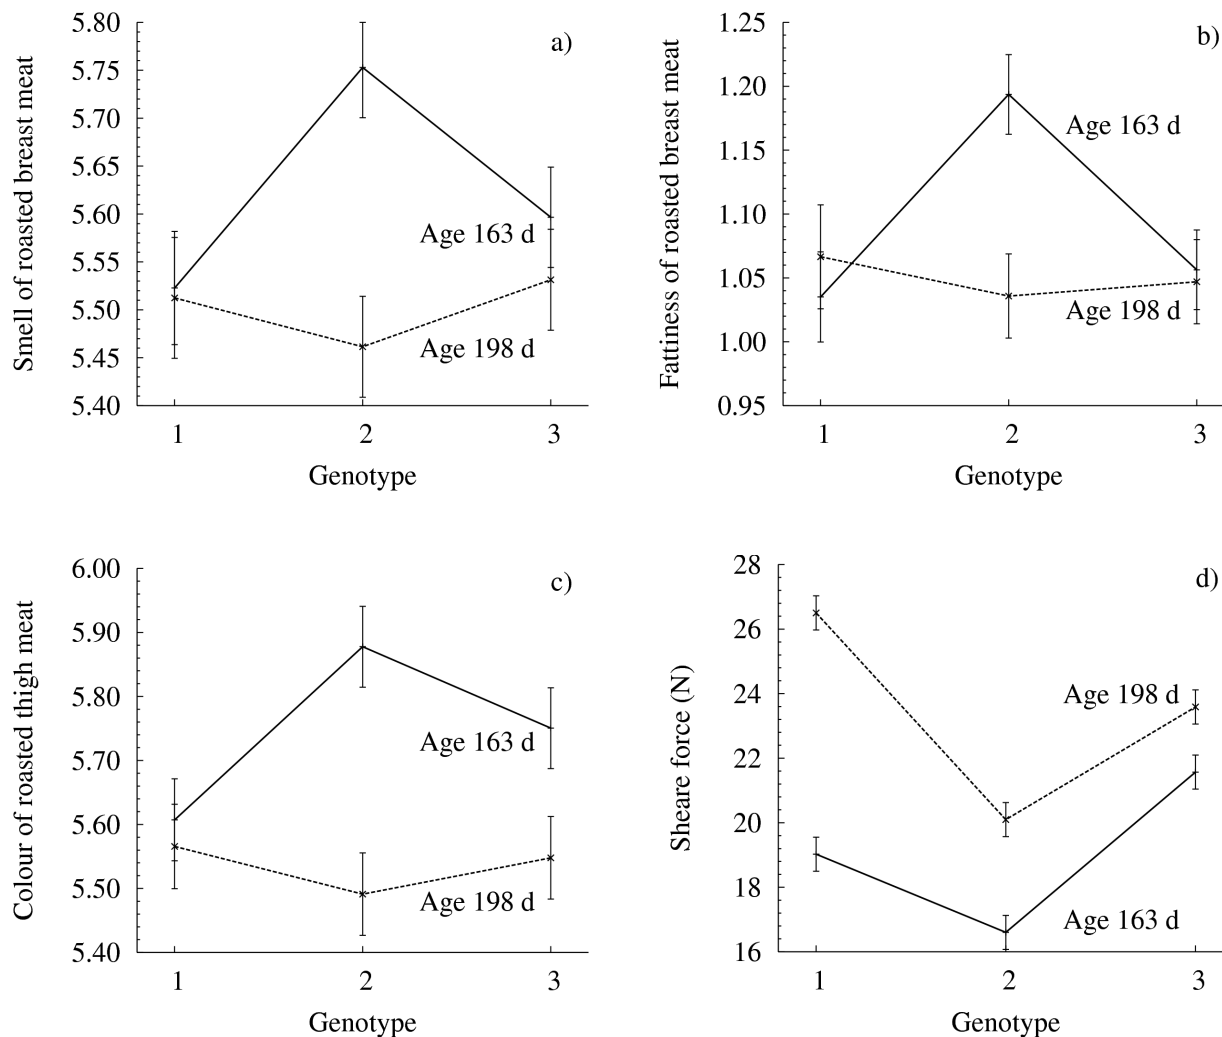 Smell of roasted breast meat
5.80
5.75
5.70
5.65
5.60
5.55
5.50
5.45
5.40
a)
Age 163 d
Age 198 d
1
2
3
Genotype
Fattiness of roasted breast meat
1.25
1.20
1.15
1.10
1.05
1.00
0.95
b)
Age 163 d
Age 198 d
1
2
3
Genotype
Colour of roasted thigh meat
6.00
5.90
5.80
5.70
5.60
5.50
5.40
c)
Age 163 d
Age 198 d
1
2
3
Genotype
Sheare force (N)
28
26
24
22
20
18
16
d)
Age 198 d
Age 163 d
1
2
3
Genotype